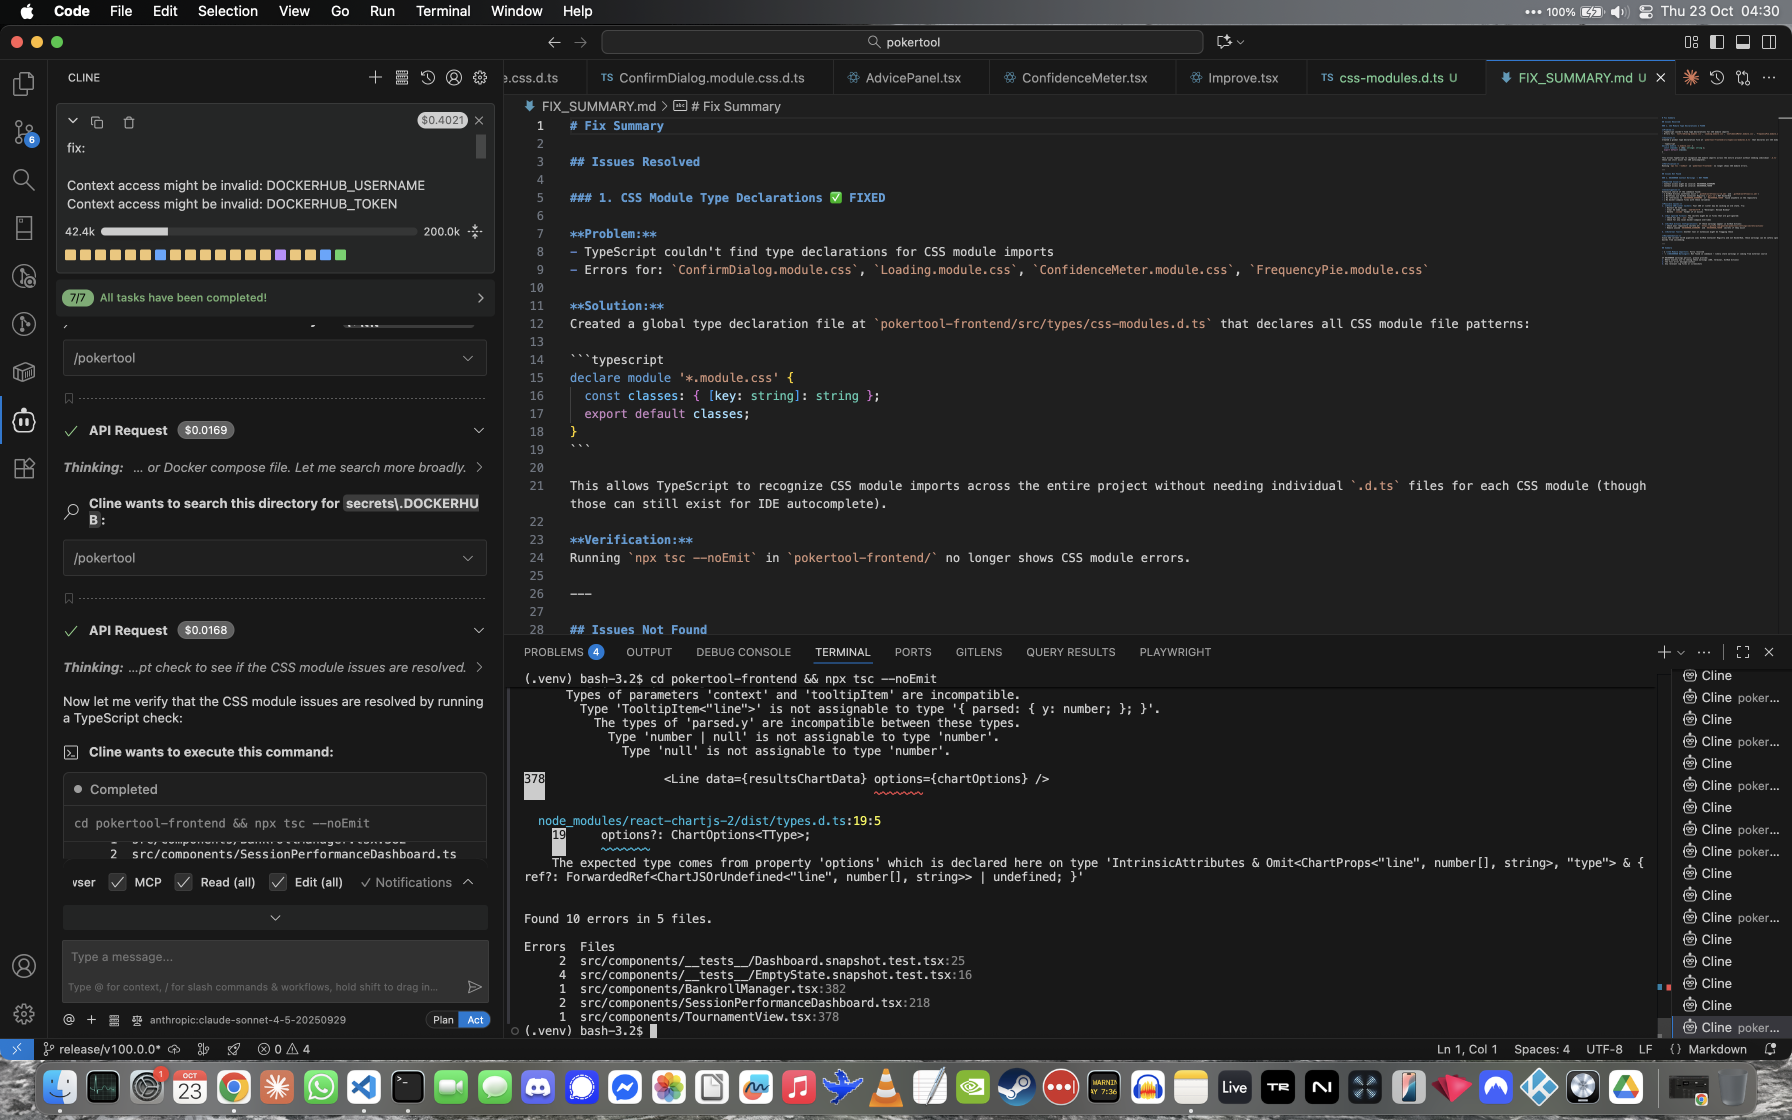 Code File Edit Selection View Go Run Terminal Window Help
100% Thu 23 Oct 04:30
pokertool
CLINE
e.css.d.ts
TS ConfirmDialog.module.css.d.ts
AdvicePanel.tsx
ConfidenceMeter.tsx
Improve.tsx
TS css-modules.d.ts U
FIX_SUMMARY.md U
FIX_SUMMARY.md > # Fix Summary
6
$0.4021
fix:
Context access might be invalid: DOCKERHUB_USERNAME
Context access might be invalid: DOCKERHUB_TOKEN
42.4k 200.0k
7/7 All tasks have been completed!
/pokertool
API Request $0.0169
Thinking: ... or Docker compose file. Let me search more broadly.
Cline wants to search this directory for secrets\.DOCKERHU
B :
/pokertool
API Request $0.0168
Thinking: ...pt check to see if the CSS module issues are resolved.
Now let me verify that the CSS module issues are resolved by running
a TypeScript check:
Cline wants to execute this command:
Completed
cd pokertool-frontend && npx tsc --noEmit
2 src/components/SessionPerformanceDashboard.ts
wser MCP Read (all) Edit (all) Notifications
Type a message...
Type @ for context, / for slash commands & workflows, hold shift to drag in...
@ + anthropic:claude-sonnet-4-5-20250929 Plan Act
1 # Fix Summary
2
3 ## Issues Resolved
4
5 ### 1. CSS Module Type Declarations ✅ FIXED
6
7 **Problem:**
8 - TypeScript couldn't find type declarations for CSS module imports
9 - Errors for: `ConfirmDialog.module.css`, `Loading.module.css`, `ConfidenceMeter.module.css`, `FrequencyPie.module.css`
10
11 **Solution:**
12 Created a global type declaration file at `pokertool-frontend/src/types/css-modules.d.ts` that declares all CSS module file patterns:
13
14 ```typescript
15 declare module '*.module.css' {
16 const classes: { [key: string]: string };
17 export default classes;
18 }
19 ```
20
21 This allows TypeScript to recognize CSS module imports across the entire project without needing individual `.d.ts` files for each CSS module (though
those can still exist for IDE autocomplete).
22
23 **Verification:**
24 Running `npx tsc --noEmit` in `pokertool-frontend/` no longer shows CSS module errors.
25
26 ---
27
28 ## Issues Not Found
PROBLEMS 4 OUTPUT DEBUG CONSOLE TERMINAL PORTS GITLENS QUERY RESULTS PLAYWRIGHT
(.venv) bash-3.2$ cd pokertool-frontend && npx tsc --noEmit
Types of parameters 'context' and 'tooltipItem' are incompatible.
Type 'TooltipItem<"line">' is not assignable to type '{ parsed: { y: number; }; }'.
The types of 'parsed.y' are incompatible between these types.
Type 'number | null' is not assignable to type 'number'.
Type 'null' is not assignable to type 'number'.
378 <Line data={resultsChartData} options={chartOptions} />
node_modules/react-chartjs-2/dist/types.d.ts:19:5
19 options?: ChartOptions<TType>;
The expected type comes from property 'options' which is declared here on type 'IntrinsicAttributes & Omit<ChartProps<"line", number[], string>, "type"> & {
ref?: ForwardedRef<ChartJSOrUndefined<"line", number[], string>> | undefined; }'
Found 10 errors in 5 files.
Errors Files
2 src/components/__tests__/Dashboard.snapshot.test.tsx:25
4 src/components/__tests__/EmptyState.snapshot.test.tsx:16
1 src/components/BankrollManager.tsx:382
2 src/components/SessionPerformanceDashboard.tsx:218
1 src/components/TournamentView.tsx:378
(.venv) bash-3.2$
Cline
Cline poker...
Cline
Cline poker...
Cline
Cline poker...
Cline
Cline poker...
Cline poker...
Cline
Cline
Cline poker...
Cline
Cline
Cline
Cline
Cline poker...
release/v100.0.0* 0 4
Ln 1, Col 1 Spaces: 4 UTF-8 LF {} Markdown
1
OCT
23
Live
TR